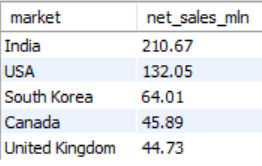 market net_sales_mln
India 210.67
USA 132.05
South Korea 64.01
Canada 45.89
United Kingdom 44.73